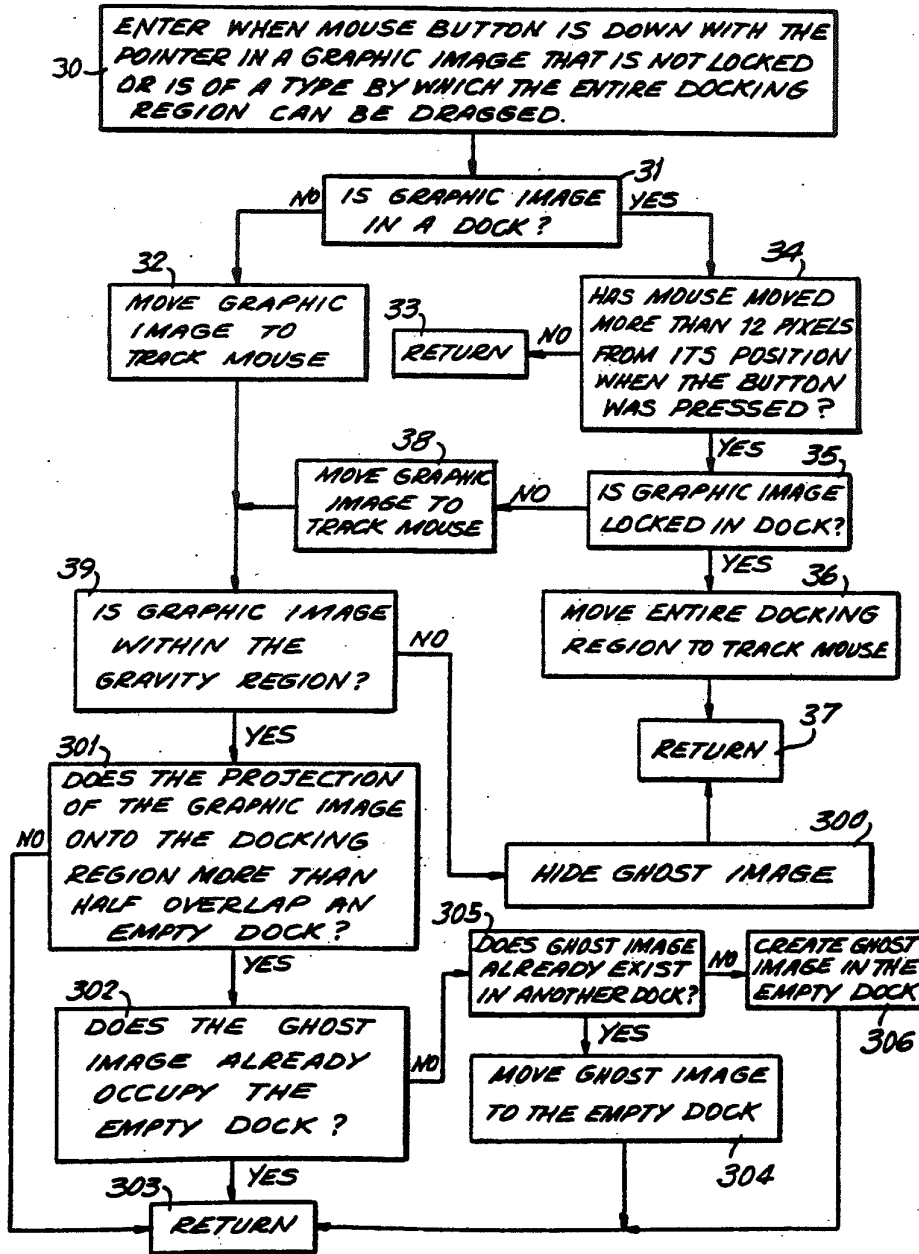 ENTER WHEN MOUSE BUTTON IS DOWN WITH THE
POINTER IN A GRAPHIC IMAGE THAT IS NOT LOCKED
OR IS OF A TYPE BY WHICH THE ENTIRE DOCKING
REGION CAN BE DRAGGED.
30
31
IS GRAPHIC IMAGE
IN A DOCK?
NO
YES
32
MOVE GRAPHIC
IMAGE TO
TRACK MOUSE
33
RETURN
NO
34
HAS MOUSE MOVED
MORE THAN 12 PIXELS
FROM ITS POSITION
WHEN THE BUTTON
WAS PRESSED?
YES
38
MOVE GRAPHIC
IMAGE TO
TRACK MOUSE
NO
35
IS GRAPHIC IMAGE
LOCKED IN DOCK?
YES
39
IS GRAPHIC IMAGE
WITHIN THE
GRAVITY REGION?
NO
YES
36
MOVE ENTIRE DOCKING
REGION TO TRACK MOUSE
37
RETURN
301
DOES THE PROJECTION
OF THE GRAPHIC IMAGE
ONTO THE DOCKING
REGION MORE THAN
HALF OVERLAP AN
EMPTY DOCK?
NO
YES
300
HIDE GHOST IMAGE
302
DOES THE GHOST
IMAGE ALREADY
OCCUPY THE
EMPTY DOCK?
NO
YES
305
DOES GHOST IMAGE
ALREADY EXIST
IN ANOTHER DOCK?
NO
YES
CREATE GHOST
IMAGE IN THE
EMPTY DOCK
306
MOVE GHOST IMAGE
TO THE EMPTY DOCK
304
303
RETURN